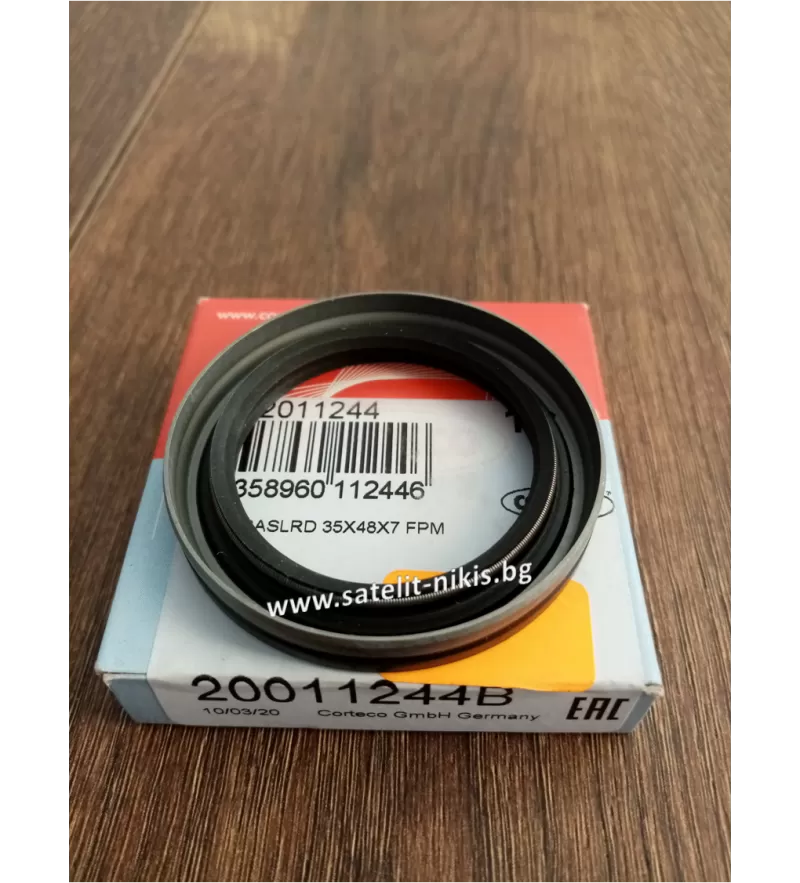 www.co
2011244
358960 112446
ASLRD 35X48X7 FPM
www.satelit-nikis.bg
20011244B
10/03/20 Corteco GmbH Germany
EAC